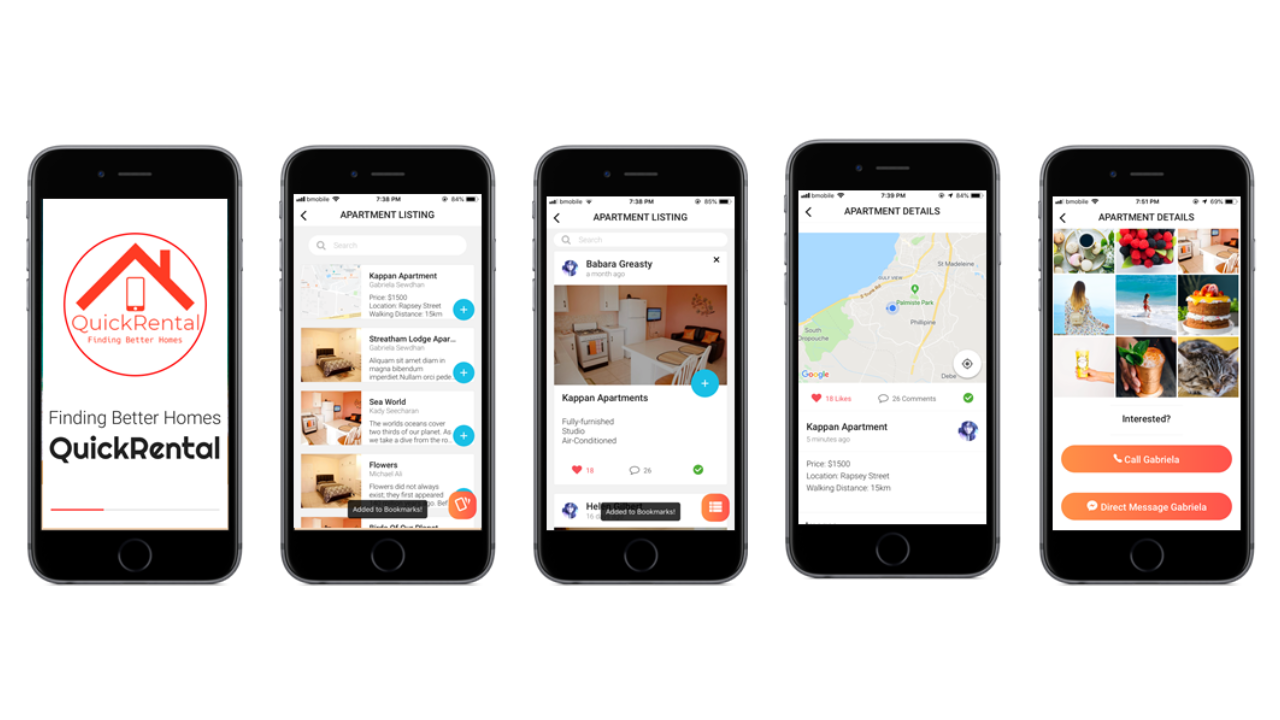 QuickRental
Finding Better Homes
Finding Better Homes
QuickRental
bmobile
7:38 PM
84%
APARTMENT LISTING
Search
Kappan Apartment
Gabriela Sewdhan
Price: $1500
Location: Rapsey Street
Walking Distance: 15km
Streatham Lodge Apar...
Gabriela Sewdhan
Aliquam sit amet diam in
magna bibendum
imperdiet.Nullam orci pede
Sea World
Kady Seecharan
The worlds oceans cover
two thirds of our planet. As
we take a dive from the ro...
Flowers
Michael Ali
Flowers did not always
exist; they first appeared
Added to Bookmarks!
Birds Of Our Planet
bmobile
7:38 PM
86%
APARTMENT LISTING
Search
Babara Greasty
a month ago
Kappan Apartments
Fully-furnished
Studio
Air-Conditioned
18
26
Added to Bookmarks!
bmobile
7:39 PM
84%
APARTMENT DETAILS
GULF VIEW
St Madeleine
S Trunk Rd
Palmiste Park
Phillipine
South
Oropouche
Debe
Google
18 Likes
26 Comments
Kappan Apartment
5 minutes ago
Price: $1500
Location: Rapsey Street
Walking Distance: 15km
bmobile
7:51 PM
69%
APARTMENT DETAILS
Interested?
Call Gabriela
Direct Message Gabriela